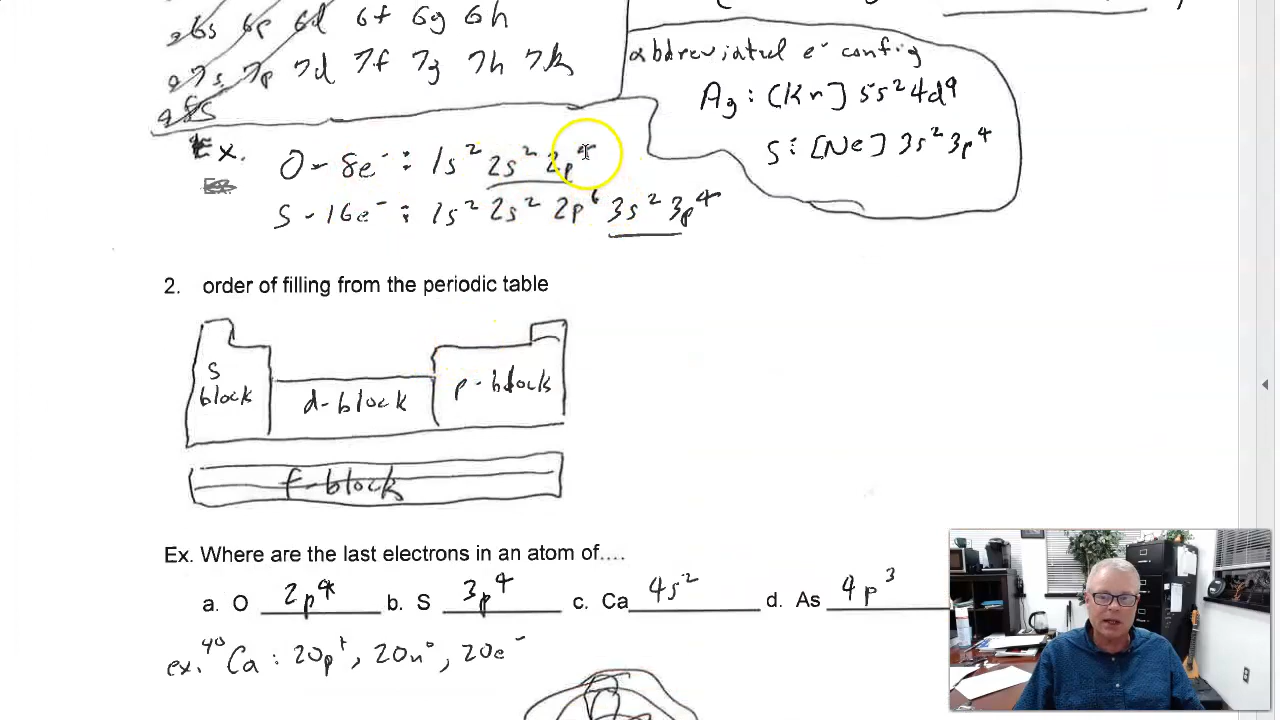 6s 6p 6d 6f 6g 6h
7s 7p 7d 7f 7g 7h 7k
8s
abbreviated e⁻ config
Ag : [Kr] 5s² 4d⁹
S : [Ne] 3s² 3p⁴
Ex.
O - 8e⁻ : 1s² 2s² 2p⁴
S - 16e⁻ : 1s² 2s² 2p⁶ 3s² 3p⁴
2. order of filling from the periodic table
s block
d-block
p-block
f-block
Ex. Where are the last electrons in an atom of….
a. O 2p⁴ b. S 3p⁴ c. Ca 4s² d. As 4p³
ex. ⁴⁰Ca : 20p⁺, 20n⁰, 20e⁻